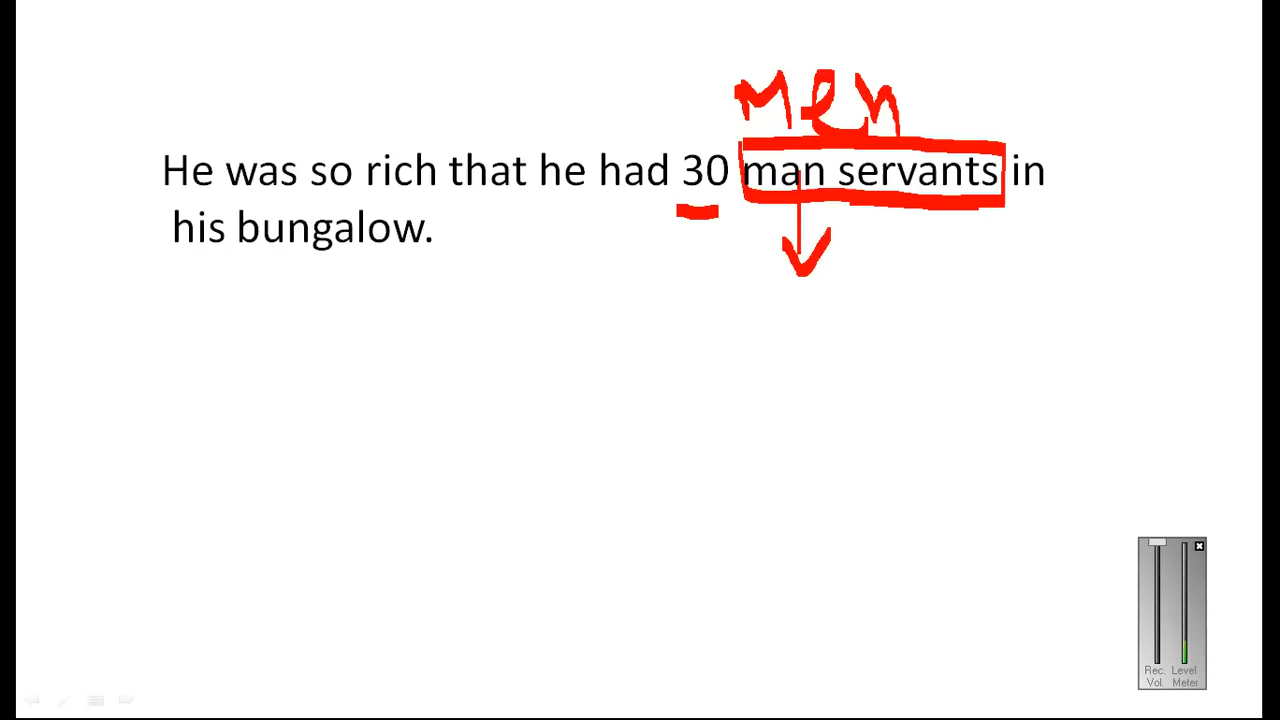 MEN
He was so rich that he had 30 man servants in
his bungalow.
Rec. Level
Vol. Meter